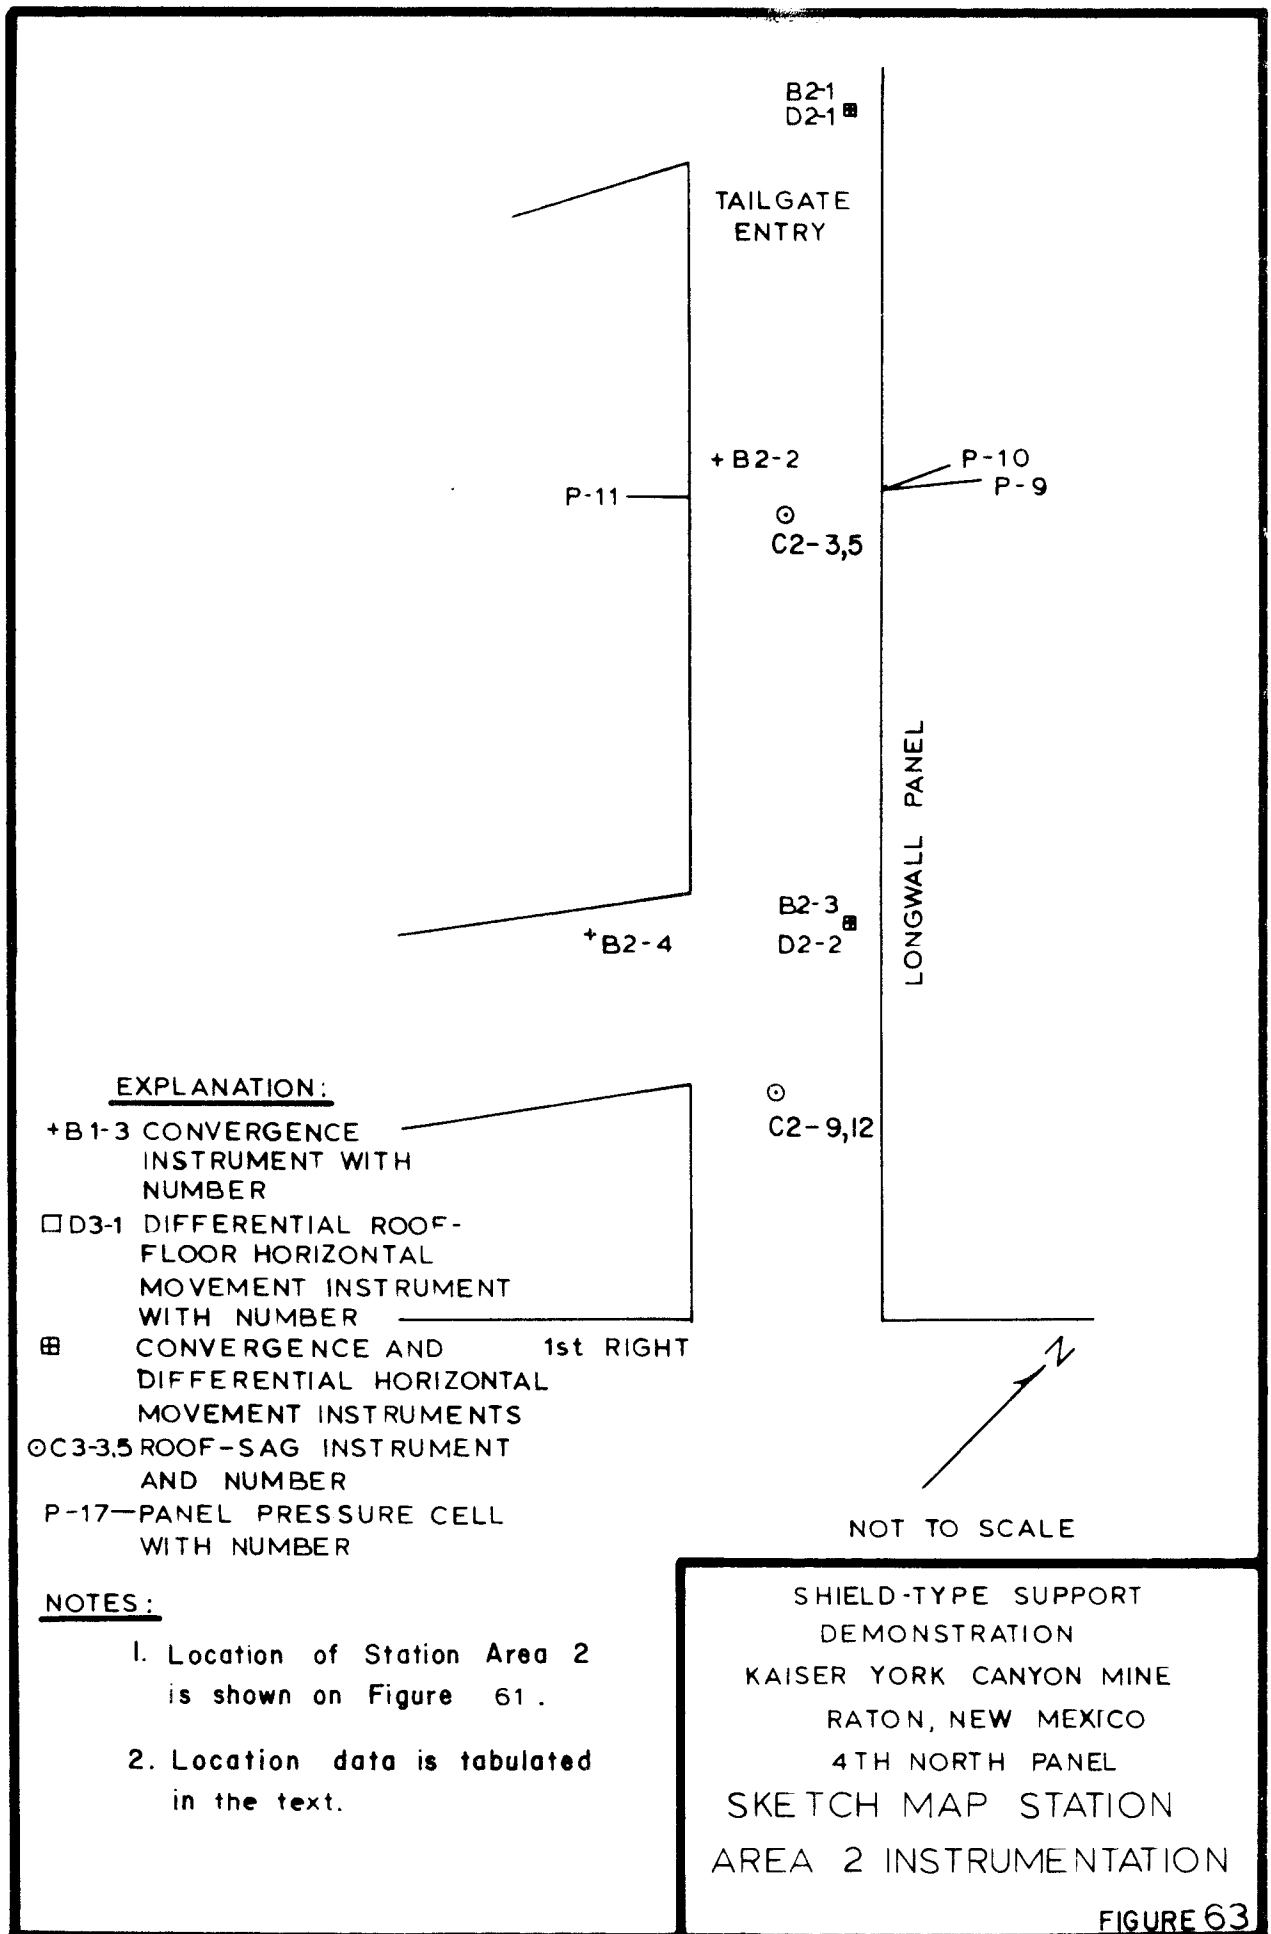 B2-1
D2-1
TAILGATE
ENTRY
+ B2-2
P-10
P-9
P-11
C2-3,5
LONGWALL PANEL
B2-3
D2-2
+B2-4
C2-9,12
EXPLANATION:
+B1-3 CONVERGENCE
INSTRUMENT WITH
NUMBER
□ D3-1 DIFFERENTIAL ROOF-
FLOOR HORIZONTAL
MOVEMENT INSTRUMENT
WITH NUMBER
⊞ CONVERGENCE AND
DIFFERENTIAL HORIZONTAL
MOVEMENT INSTRUMENTS
⊙C3-3,5 ROOF-SAG INSTRUMENT
AND NUMBER
P-17—PANEL PRESSURE CELL
WITH NUMBER
1st RIGHT
N
NOT TO SCALE
NOTES:
1. Location of Station Area 2
is shown on Figure 61.
2. Location data is tabulated
in the text.
SHIELD-TYPE SUPPORT
DEMONSTRATION
KAISER YORK CANYON MINE
RATON, NEW MEXICO
4TH NORTH PANEL
SKETCH MAP STATION
AREA 2 INSTRUMENTATION
FIGURE 63